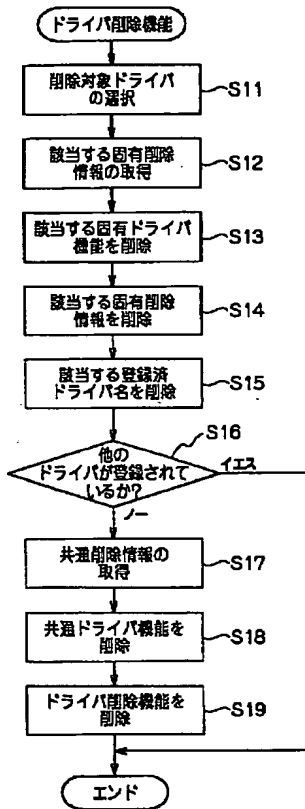 ドライバ削除機能
削除対象ドライバ
の選択
S11
該当する固有削除
情報の取得
S12
該当する固有ドライバ
機能を削除
S13
該当する固有削除
情報を削除
S14
該当する登録済
ドライバ名を削除
S15
S16
他の
ドライバが登録されて
いるか?
イエス
ノー
共通削除情報の
取得
S17
共通ドライバ機能を
削除
S18
ドライバ削除機能を
削除
S19
エンド